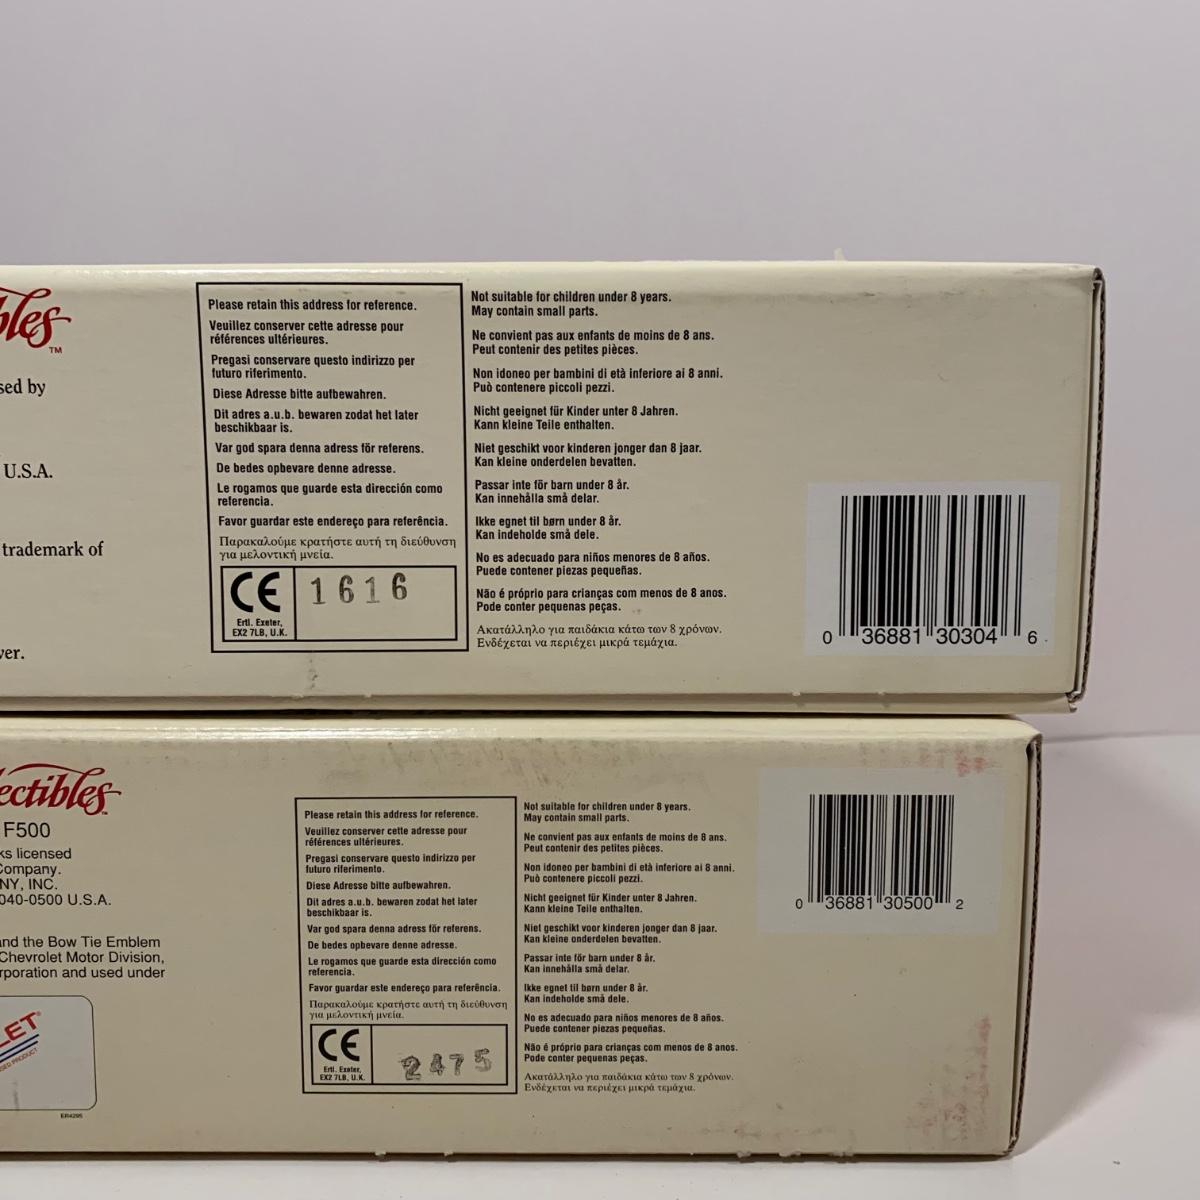 TM
sed by
U.S.A.
trademark of
ver.
Please retain this address for reference.
Veuillez conserver cette adresse pour
références ultérieures.
Pregasi conservare questo indirizzo per
futuro riferimento.
Diese Adresse bitte aufbewahren.
Dit adres a.u.b. bewaren zodat het later
beschikbaar is.
Var god spara denna adress för referens.
De bedes opbevare denne adresse.
Le rogamos que guarde esta dirección como
referencia.
Favor guardar este endereço para referência.
Παρακαλούμε κρατήστε αυτή τη διεύθυνση
για μελοντική μνεία.
CE 1616
Ertl. Exeter,
EX2 7LB, U.K.
Not suitable for children under 8 years.
May contain small parts.
Ne convient pas aux enfants de moins de 8 ans.
Peut contenir des petites pièces.
Non idoneo per bambini di età inferiore ai 8 anni.
Può contenere piccoli pezzi.
Nicht geeignet für Kinder unter 8 Jahren.
Kann kleine Teile enthalten.
Niet geschikt voor kinderen jonger dan 8 jaar.
Kan kleine onderdelen bevatten.
Passar inte för barn under 8 år.
Kan innehålla små delar.
Ikke egnet til børn under 8 år.
Kan indeholde små dele.
No es adecuado para niños menores de 8 años.
Puede contener piezas pequeñas.
Não é próprio para crianças com menos de 8 anos.
Pode conter pequenas peças.
Ακατάλληλο για παιδάκια κάτω των 8 χρόνων.
Ενδέχεται να περιέχει μικρά τεμάχια.
0 36881 30304 6
ectibles
F500
ks licensed
Company.
NY, INC.
040-0500 U.S.A.
and the Bow Tie Emblem
Chevrolet Motor Division,
rporation and used under
LET
SED PRODUCT
ER4295
Please retain this address for reference.
Veuillez conserver cette adresse pour
références ultérieures.
Pregasi conservare questo indirizzo per
futuro riferimento.
Diese Adresse bitte aufbewahren.
Dit adres a.u.b. bewaren zodat het later
beschikbaar is.
Var god spara denna adress för referens.
De bedes opbevare denne adresse.
Le rogamos que guarde esta dirección como
referencia.
Favor guardar este endereço para referência.
Παρακαλούμε κρατήστε αυτή τη διεύθυνση
για μελοντική μνεία.
CE 2475
Ertl. Exeter,
EX2 7LB, U.K.
Not suitable for children under 8 years.
May contain small parts.
Ne convient pas aux enfants de moins de 8 ans.
Peut contenir des petites pièces.
Non idoneo per bambini di età inferiore ai 8 anni.
Può contenere piccoli pezzi.
Nicht geeignet für Kinder unter 8 Jahren.
Kann kleine Teile enthalten.
Niet geschikt voor kinderen jonger dan 8 jaar.
Kan kleine onderdelen bevatten.
Passar inte för barn under 8 år.
Kan innehålla små delar.
Ikke egnet til børn under 8 år.
Kan indeholde små dele.
No es adecuado para niños menores de 8 años.
Puede contener piezas pequeñas.
Não é próprio para crianças com menos de 8 anos.
Pode conter pequenas peças.
Ακατάλληλο για παιδάκια κάτω των 8 χρόνων.
Ενδέχεται να περιέχει μικρά τεμάχια.
0 36881 30500 2